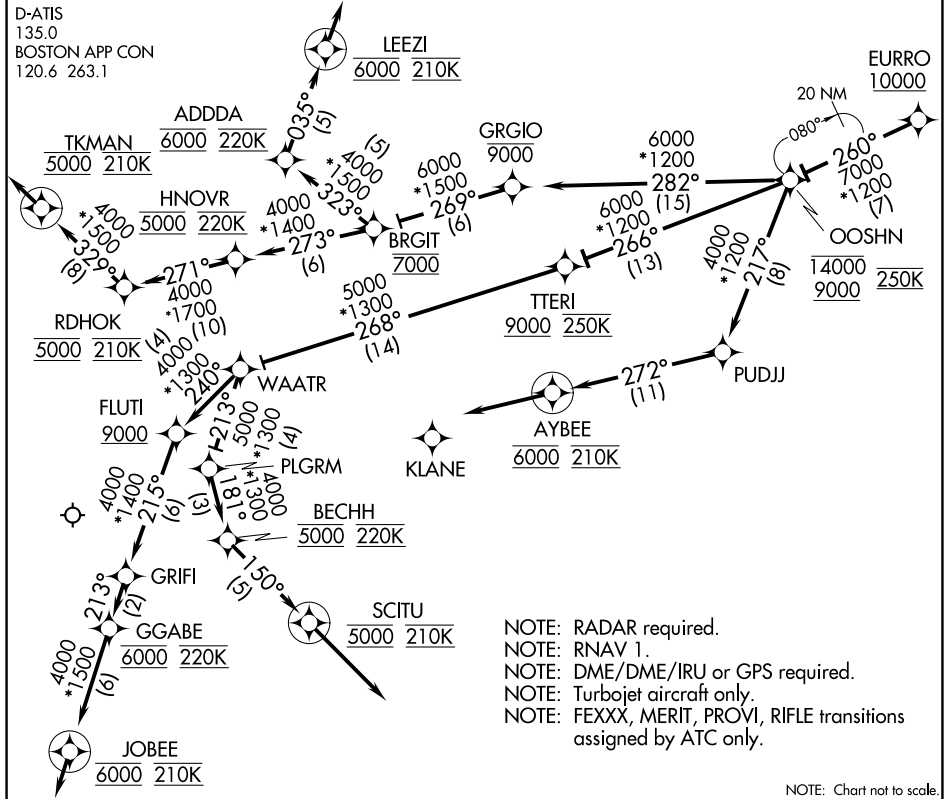 D-ATIS
135.0
BOSTON APP CON
120.6 263.1
LEEZI
6000 210K
EURRO
10000
20 NM
080°
260°
7000
*1200
(7)
ADDDA
6000 220K
035°
(5)
TKMAN
5000 210K
GRGIO
9000
6000
*1200
282°
(15)
(5)
4000
*1500
323°
6000
*1500
269°
(6)
HNOVR
5000 220K
4000
*1400
273°
(6)
BRGIT
7000
4000
*1500
329°
(8)
271°
4000
*1700
(10)
6000
*1200
266°
(13)
OOSHN
14000
9000 250K
4000
*1200
217°
(8)
RDHOK
5000 210K
TTERI
9000 250K
5000
*1300
268°
(14)
(4)
4000
*1300
240°
WAATR
PUDJJ
272°
(11)
FLUTI
9000
213°
5000
*1300
(4)
AYBEE
6000 210K
KLANE
PLGRM
4000
*1300
181°
(3)
4000
*1400
215°
(6)
BECHH
5000 220K
150°
(5)
GRIFI
213°
(2)
SCITU
5000 210K
GGABE
6000 220K
4000
*1500
(6)
JOBEE
6000 210K
NOTE: RADAR required.
NOTE: RNAV 1.
NOTE: DME/DME/IRU or GPS required.
NOTE: Turbojet aircraft only.
NOTE: FEXXX, MERIT, PROVI, RIFLE transitions
assigned by ATC only.
NOTE: Chart not to scale.